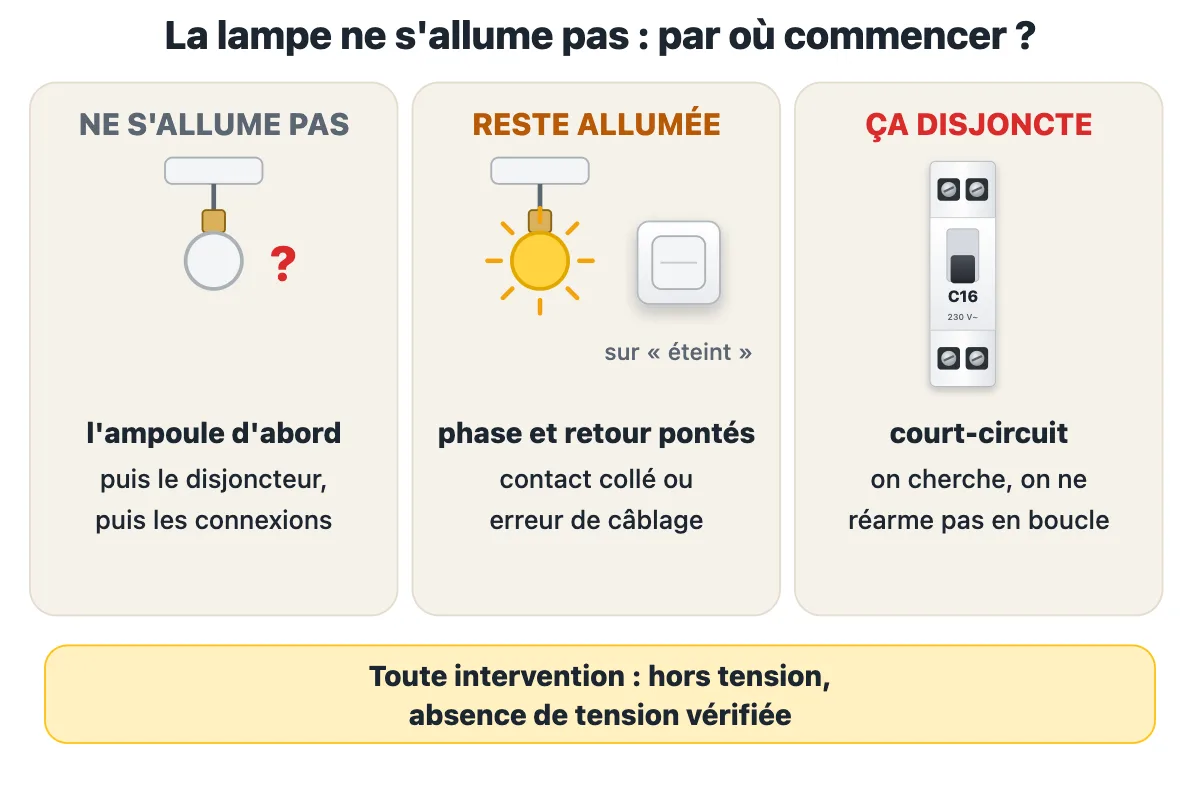 La lampe ne s'allume pas : par où commencer ?
NE S'ALLUME PAS
?
l'ampoule d'abord
puis le disjoncteur,
puis les connexions
RESTE ALLUMÉE
sur « éteint »
phase et retour pontés
contact collé ou
erreur de câblage
ÇA DISJONCTE
C16
230 V~
court-circuit
on cherche, on ne
réarme pas en boucle
Toute intervention : hors tension,
absence de tension vérifiée